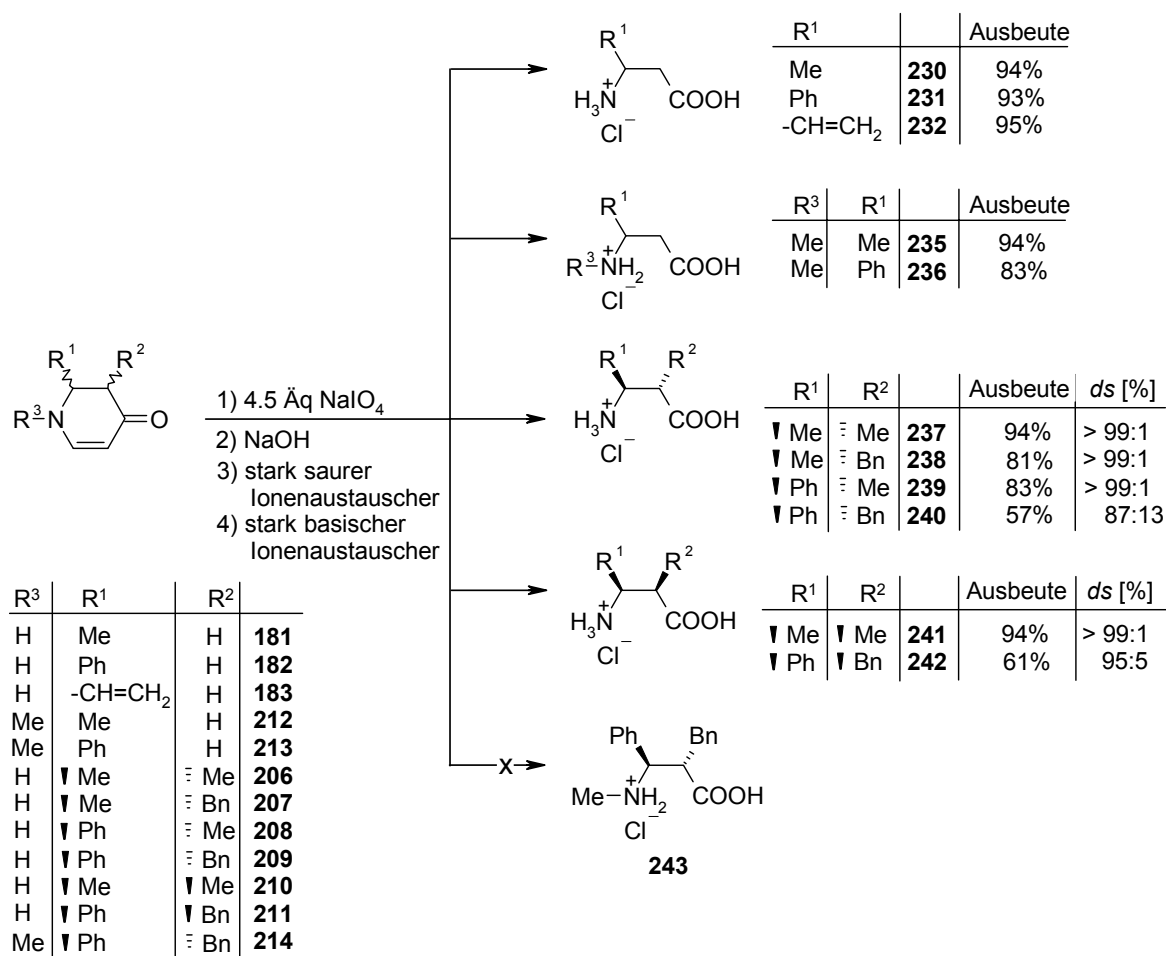 R1 Ausbeute
Me 230 94%
Ph 231 93%
-CH=CH2 232 95%
R1
H3N+ COOH
Cl−
R3 R1 Ausbeute
Me Me 235 94%
Me Ph 236 83%
R1
R3 NH2+ COOH
Cl−
R1 R2
R3 N O
1) 4.5 Äq NaIO4
2) NaOH
3) stark saurer
Ionenaustauscher
4) stark basischer
Ionenaustauscher
R1 R2
H3N+ COOH
Cl−
R1 R2 Ausbeute ds [%]
Me Me 237 94% > 99:1
Me Bn 238 81% > 99:1
Ph Me 239 83% > 99:1
Ph Bn 240 57% 87:13
R1 R2
H3N+ COOH
Cl−
R1 R2 Ausbeute ds [%]
Me Me 241 94% > 99:1
Ph Bn 242 61% 95:5
R3 R1 R2
H Me H 181
H Ph H 182
H -CH=CH2 H 183
Me Me H 212
Me Ph H 213
H Me Me 206
H Me Bn 207
H Ph Me 208
H Ph Bn 209
H Me Me 210
H Ph Bn 211
Me Ph Bn 214
x
Ph Bn
Me NH2+ COOH
Cl−
243